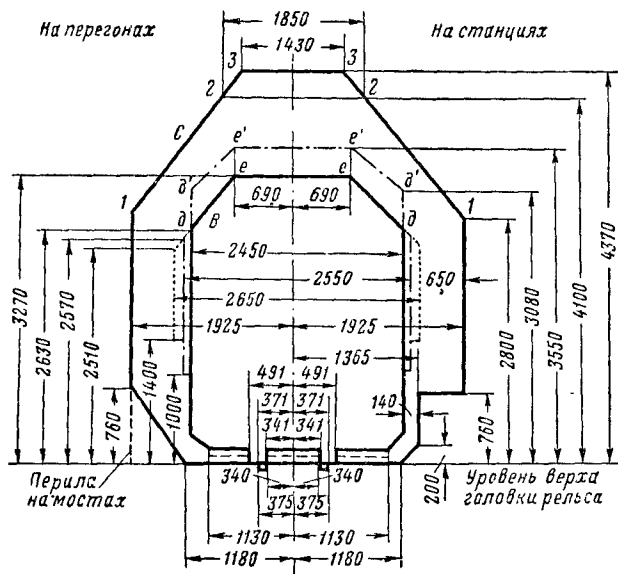 На перегонах
1850
На станциях
1430
3 3
2 2
С
е' е'
е е
д д'
1 690 690 1
д В д
2450
2550
2650 650
1925 1925
1365
491 491
371 371
341 341
140
340 340
375 375
1130 1130
1180 1180
3270
2630
2570
2510
760
1400
1000
200
760
2800
3080
3550
4100
4370
Перила
на мостах
Уровень верха
головки рельса